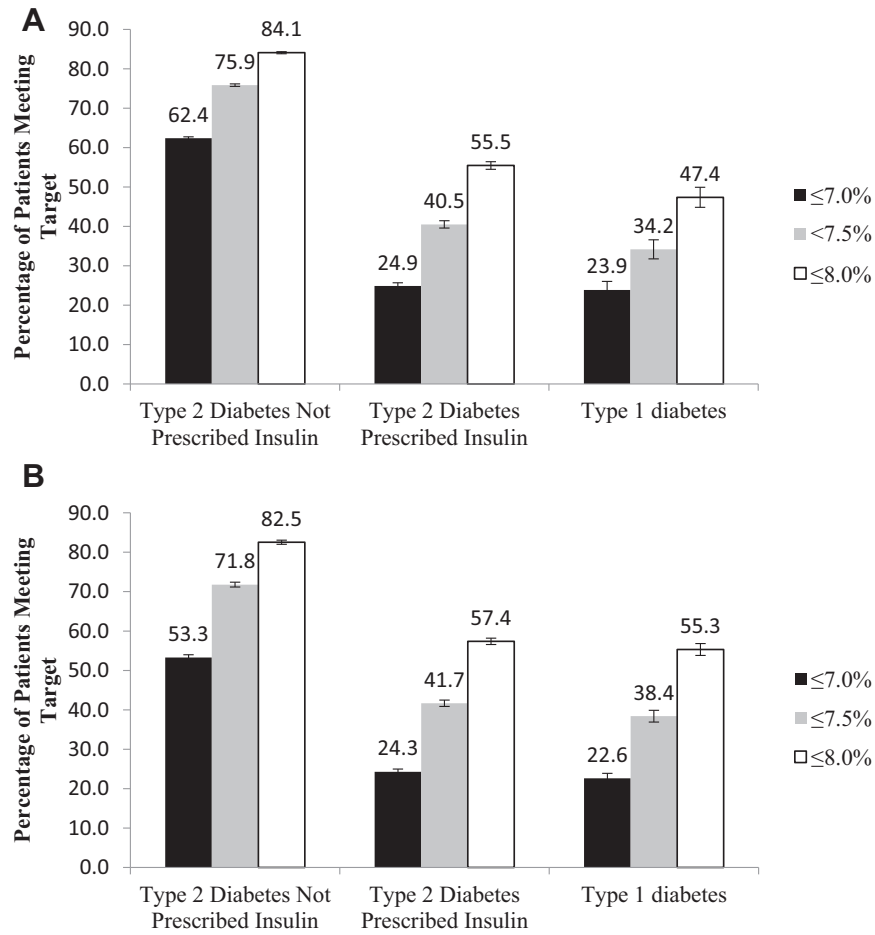 A
Percentage of Patients Meeting
Target
90.0
80.0
70.0
60.0
50.0
40.0
30.0
20.0
10.0
0.0
62.4
75.9
84.1
24.9
40.5
55.5
23.9
34.2
47.4
Type 2 Diabetes Not
Prescribed Insulin
Type 2 Diabetes
Prescribed Insulin
Type 1 diabetes
≤7.0%
<7.5%
≤8.0%
B
Percentage of Patients Meeting
Target
90.0
80.0
70.0
60.0
50.0
40.0
30.0
20.0
10.0
0.0
53.3
71.8
82.5
24.3
41.7
57.4
22.6
38.4
55.3
Type 2 Diabetes Not
Prescribed Insulin
Type 2 Diabetes
Prescribed Insulin
Type 1 diabetes
≤7.0%
≤7.5%
≤8.0%